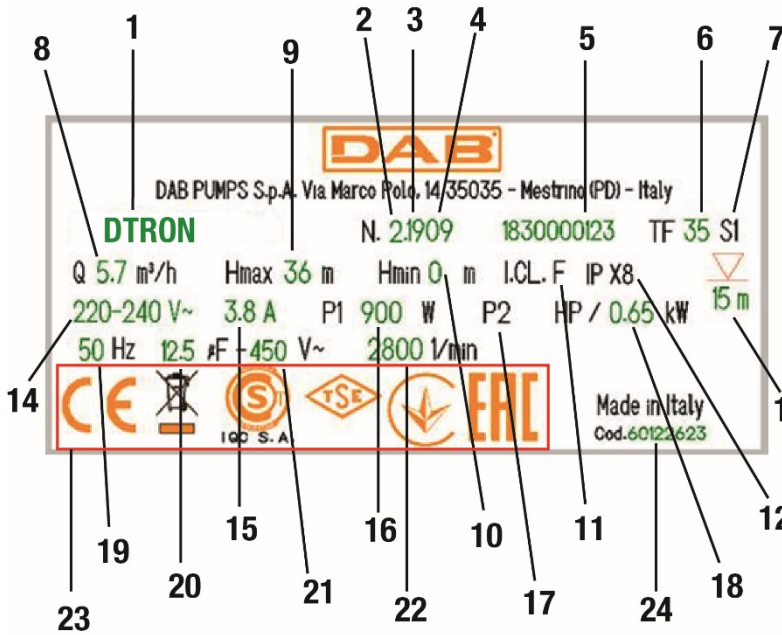 1 2 3 4 5 6 7
8 9
DAB
DAB PUMPS S.p.A. Via Marco Polo, 14 35035 - Mestrino (PD) - Italy
DTRON N. 2.1909 1830000123 TF 35 S1
Q 5.7 m³/h Hmax 36 m Hmin 0 m I.CL. F IP X8
220-240 V~ 3.8 A P1 900 W P2 HP / 0.65 kW 15 m
50 Hz 12.5 µF - 450 V~ 2800 1/min
14
CE IQC S.A. TSE EAC
Made in Italy
Cod.60122623
15 16 10 11 12
19 20 21 22 17 18
23 24